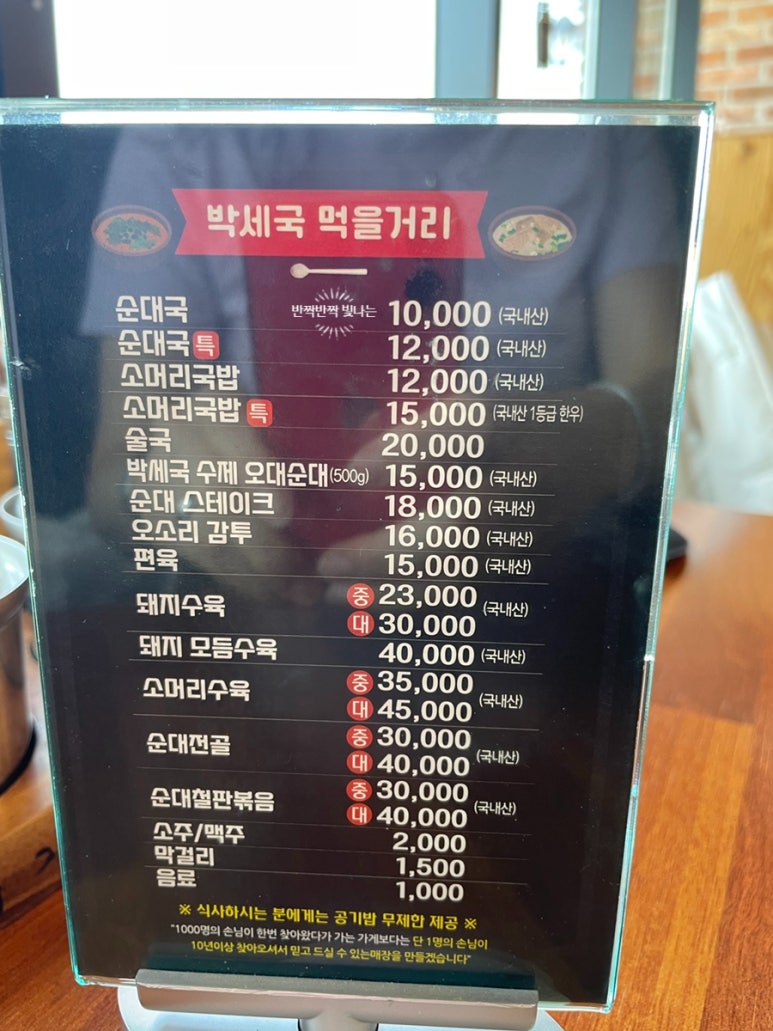 박세국 먹을거리
순대국 반짝반짝 빛나는 10,000 (국내산)
순대국 특 12,000 (국내산)
소머리국밥 12,000 (국내산)
소머리국밥 특 15,000 (국내산 1등급 한우)
술국 20,000
박세국 수제 오대순대(500g) 15,000 (국내산)
순대 스테이크 18,000 (국내산)
오소리 감투 16,000 (국내산)
편육 15,000 (국내산)
돼지수육 중 23,000 (국내산)
대 30,000
돼지 모듬수육 40,000 (국내산)
소머리수육 중 35,000 (국내산)
대 45,000
순대전골 중 30,000 (국내산)
대 40,000
순대철판볶음 중 30,000 (국내산)
대 40,000
소주/맥주 2,000
막걸리 1,500
음료 1,000
※ 식사하시는 분에게는 공기밥 무제한 제공 ※
"1000명의 손님이 한번 찾아왔다가 가는 가게보다는 단 1명의 손님이
10년이상 찾아오셔서 믿고 드실 수 있는매장을 만들겠습니다"